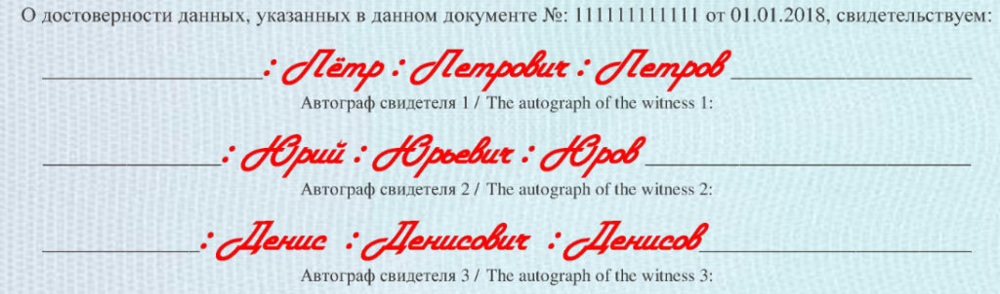 О достоверности данных, указанных в данном документе №: 111111111111 от 01.01.2018, свидетельствуем:
: Пётр : Петрович : Петров
Автограф свидетеля 1 / The autograph of the witness 1:
: Юрий : Юрьевич : Юров
Автограф свидетеля 2 / The autograph of the witness 2:
: Денис : Денисович : Денисов
Автограф свидетеля 3 / The autograph of the witness 3: